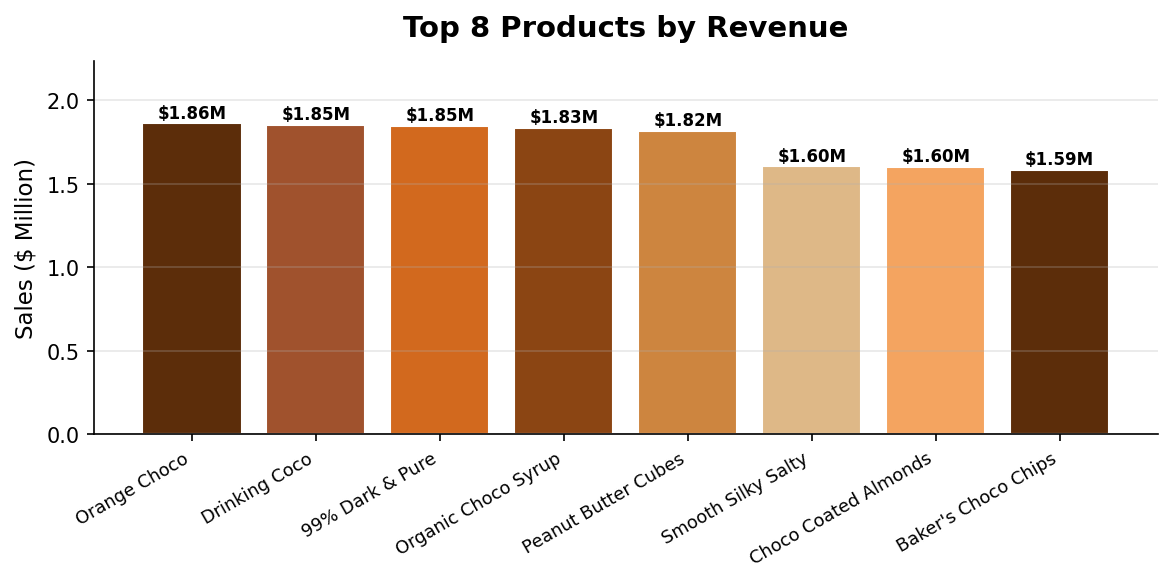 Top 8 Products by Revenue
Sales ($ Million)
2.0
1.5
1.0
0.5
0.0
$1.86M
$1.85M
$1.85M
$1.83M
$1.82M
$1.60M
$1.60M
$1.59M
Orange Choco
Drinking Coco
99% Dark & Pure
Organic Choco Syrup
Peanut Butter Cubes
Smooth Silky Salty
Choco Coated Almonds
Baker's Choco Chips